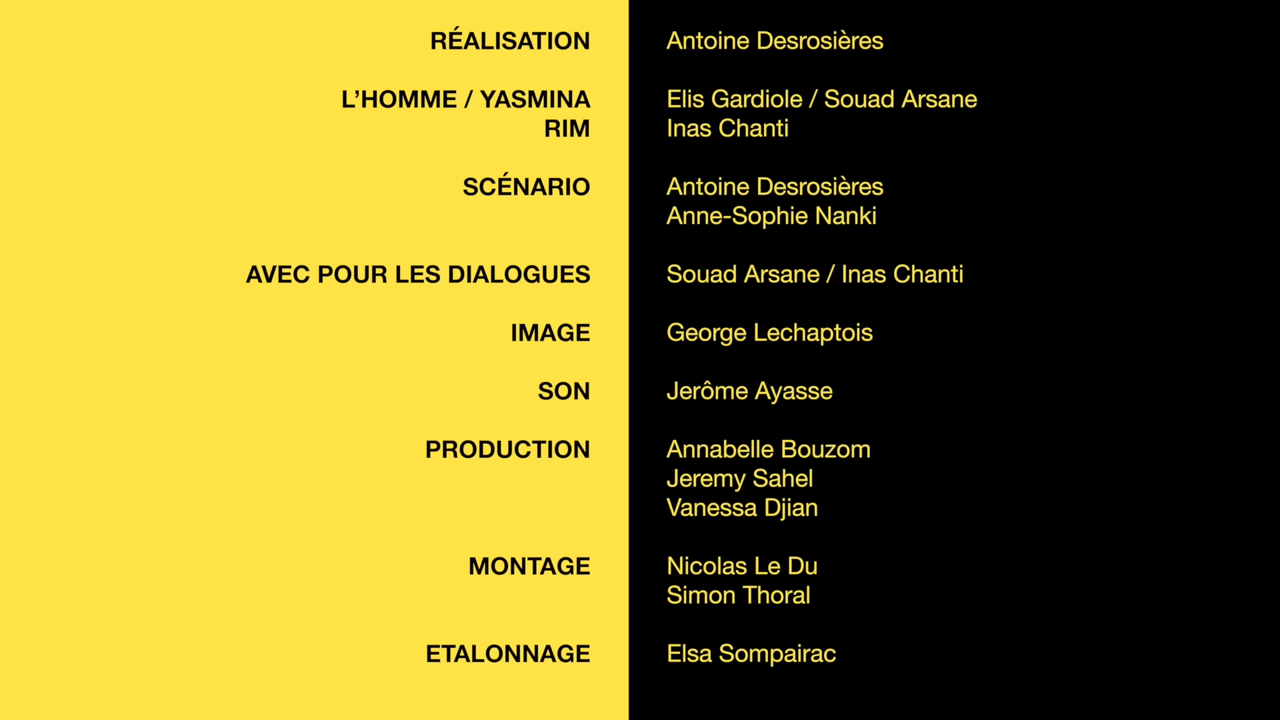 RÉALISATION Antoine Desrosières
L’HOMME / YASMINA Elis Gardiole / Souad Arsane
RIM Inas Chanti
SCÉNARIO Antoine Desrosières
Anne-Sophie Nanki
AVEC POUR LES DIALOGUES Souad Arsane / Inas Chanti
IMAGE George Lechaptois
SON Jerôme Ayasse
PRODUCTION Annabelle Bouzom
Jeremy Sahel
Vanessa Djian
MONTAGE Nicolas Le Du
Simon Thoral
ETALONNAGE Elsa Sompairac